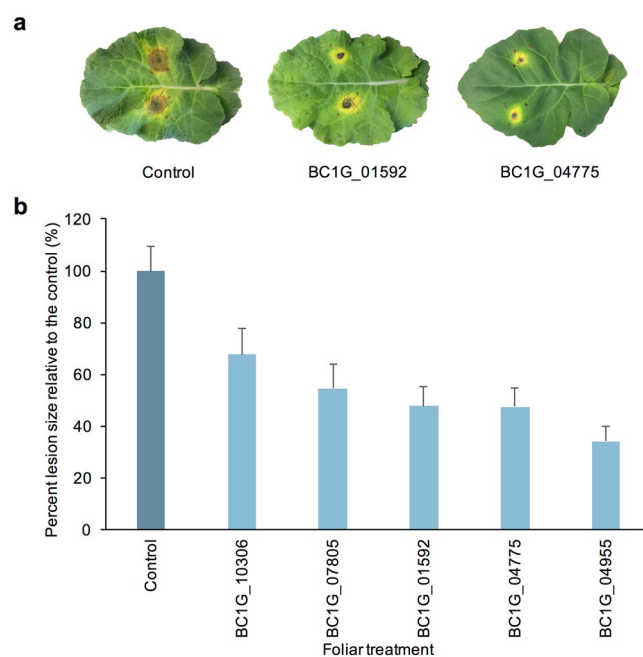 a
Control
BC1G_01592
BC1G_04775
b
Percent lesion size relative to the control (%)
120
100
80
60
40
20
0
Control
BC1G_10306
BC1G_07805
BC1G_01592
BC1G_04775
BC1G_04955
Foliar treatment